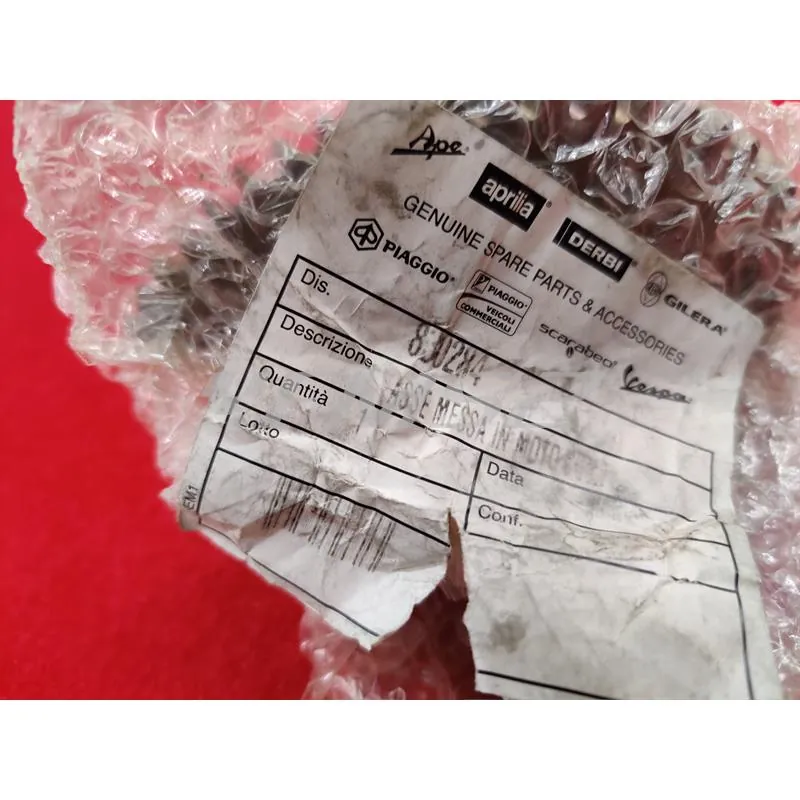 Ape
aprilia
DERBI
GENUINE SPARE PARTS & ACCESSORIES
PIAGGIO
PIAGGIO
VEICOLI
COMMERCIALI
scarabeo
GILERA
Vespa
Dis.
Descrizione
ASSE MESSA IN MOTO
Quantità
1
Lotto
Data
Conf.
EM1